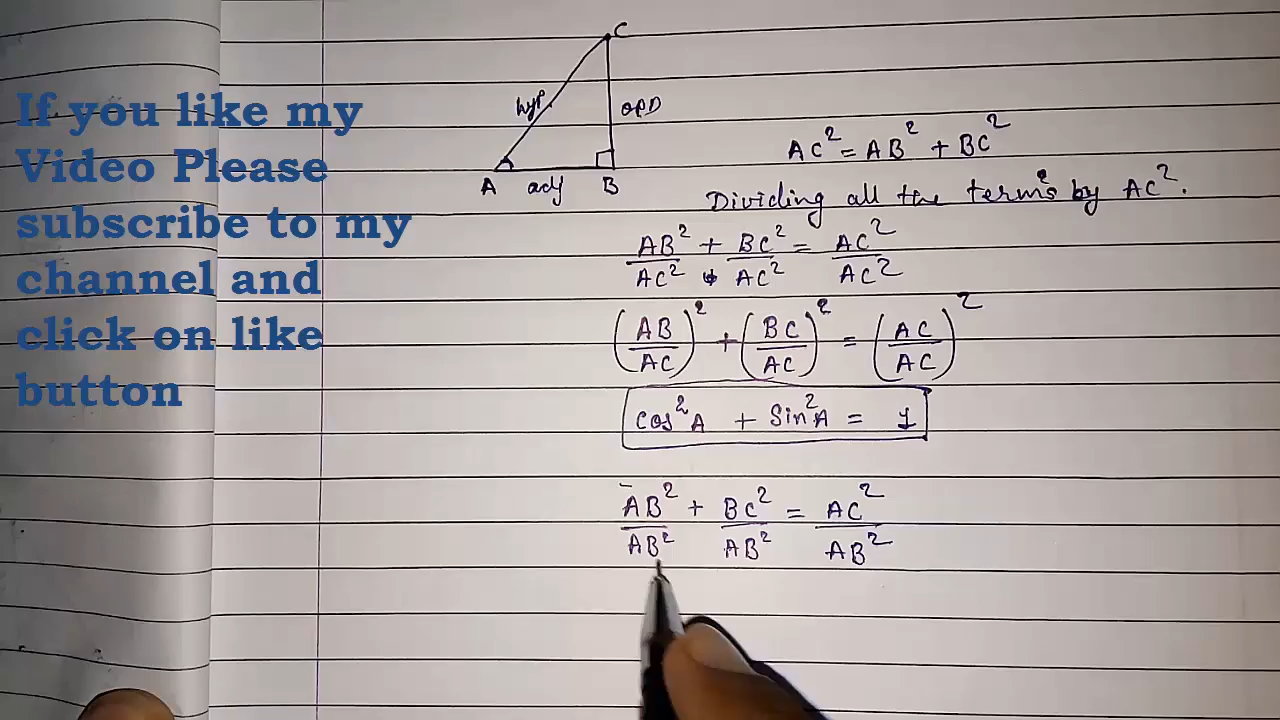 If you like my
Video Please
subscribe to my
channel and
click on like
button
C
hyp.
opp
A adj B
AC² = AB² + BC²
Dividing all the terms by AC².
AB²/AC² + BC²/AC² = AC²/AC²
(AB/AC)² + (BC/AC)² = (AC/AC)²
cos²A + Sin²A = 1
AB²/AB² + BC²/AB² = AC²/AB²